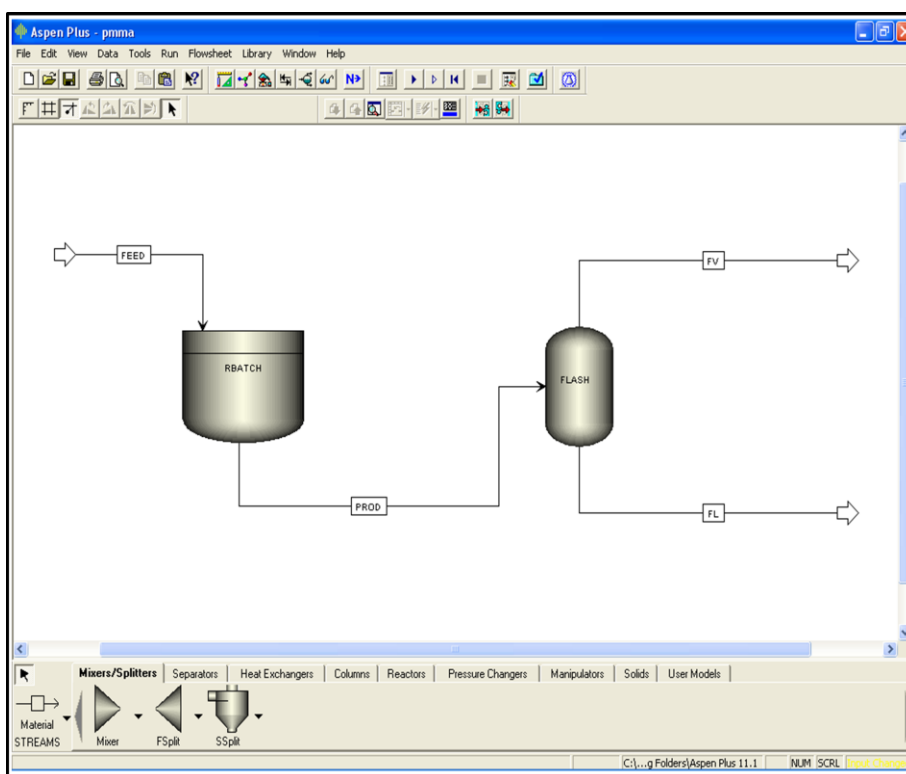 Aspen Plus - pmma
File Edit View Data Tools Run Flowsheet Library Window Help
N>
FEED
FV
RBATCH
FLASH
PROD
FL
Mixers/Splitters Separators Heat Exchangers Columns Reactors Pressure Changers Manipulators Solids User Models
Material
STREAMS Mixer FSplit SSplit
C:\...g Folders\Aspen Plus 11.1 NUM SCRL